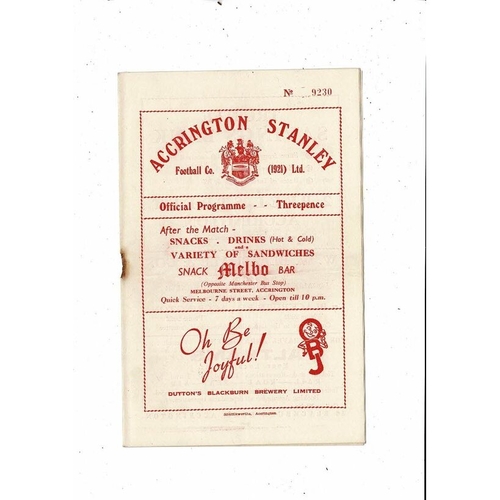 No 9230
ACCRINGTON STANLEY
Football Co. (1921) Ltd.
Official Programme - - Threepence
After the Match -
SNACKS . DRINKS (Hot & Cold)
and a
VARIETY OF SANDWICHES
SNACK Melbo BAR
(Opposite Manchester Bus Stop)
MELBOURNE STREET, ACCRINGTON
Quick Service - 7 days a week - Open till 10 p.m.
Oh Be
Joyful!
OBJ
DUTTON'S BLACKBURN BREWERY LIMITED